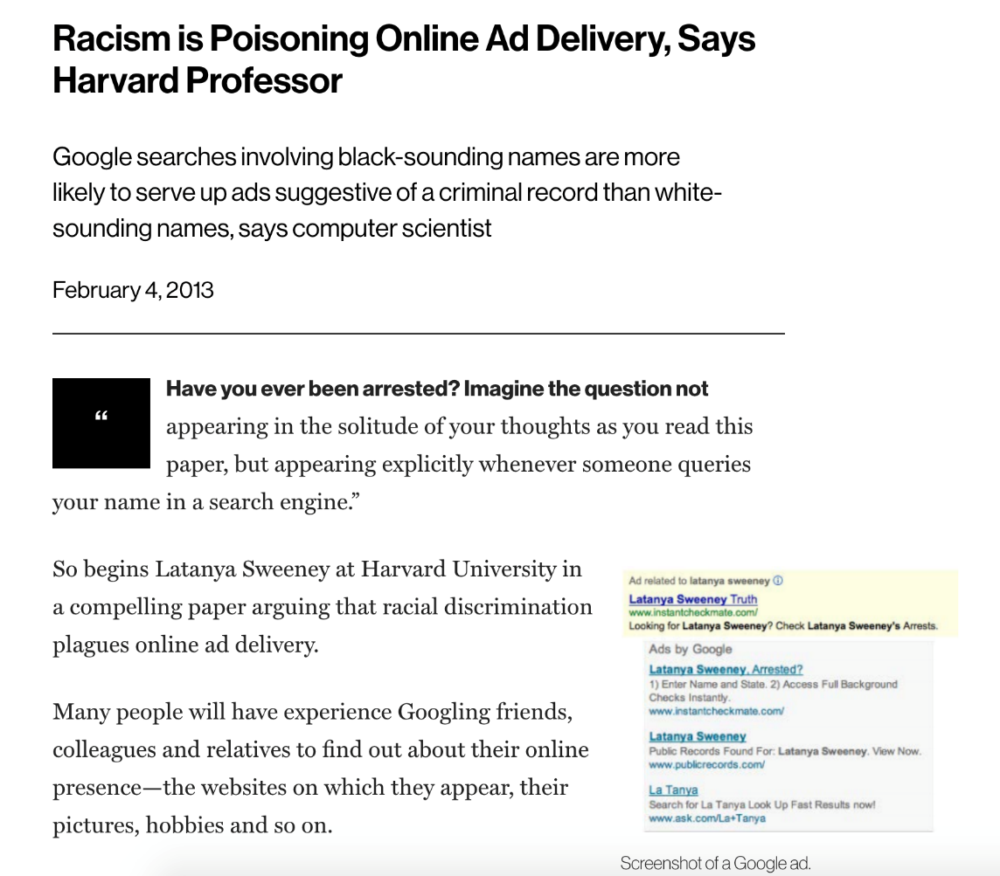 Racism is Poisoning Online Ad Delivery, Says
Harvard Professor
Google searches involving black-sounding names are more
likely to serve up ads suggestive of a criminal record than white-
sounding names, says computer scientist
February 4, 2013
“
Have you ever been arrested? Imagine the question not
appearing in the solitude of your thoughts as you read this
paper, but appearing explicitly whenever someone queries
your name in a search engine.”
So begins Latanya Sweeney at Harvard University in
a compelling paper arguing that racial discrimination
plagues online ad delivery.
Many people will have experience Googling friends,
colleagues and relatives to find out about their online
presence—the websites on which they appear, their
pictures, hobbies and so on.
Ad related to latanya sweeney ⓘ
Latanya Sweeney Truth
www.instantcheckmate.com/
Looking for Latanya Sweeney? Check Latanya Sweeney's Arrests.
Ads by Google
Latanya Sweeney, Arrested?
1) Enter Name and State. 2) Access Full Background
Checks Instantly.
www.instantcheckmate.com/
Latanya Sweeney
Public Records Found For: Latanya Sweeney. View Now.
www.publicrecords.com/
La Tanya
Search for La Tanya Look Up Fast Results now!
www.ask.com/La+Tanya
Screenshot of a Google ad.